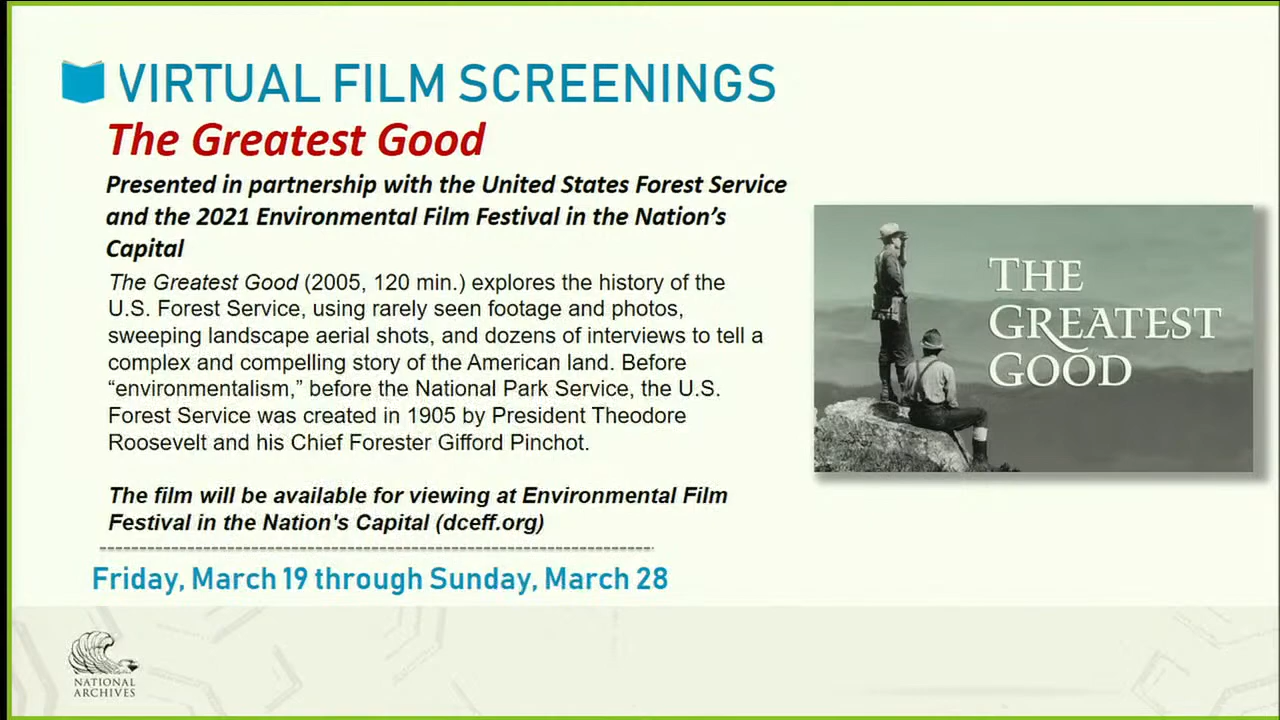 VIRTUAL FILM SCREENINGS
The Greatest Good
Presented in partnership with the United States Forest Service
and the 2021 Environmental Film Festival in the Nation’s
Capital
The Greatest Good (2005, 120 min.) explores the history of the
U.S. Forest Service, using rarely seen footage and photos,
sweeping landscape aerial shots, and dozens of interviews to tell a
complex and compelling story of the American land. Before
“environmentalism,” before the National Park Service, the U.S.
Forest Service was created in 1905 by President Theodore
Roosevelt and his Chief Forester Gifford Pinchot.
The film will be available for viewing at Environmental Film
Festival in the Nation's Capital (dceff.org)
Friday, March 19 through Sunday, March 28
THE
GREATEST
GOOD
NATIONAL
ARCHIVES